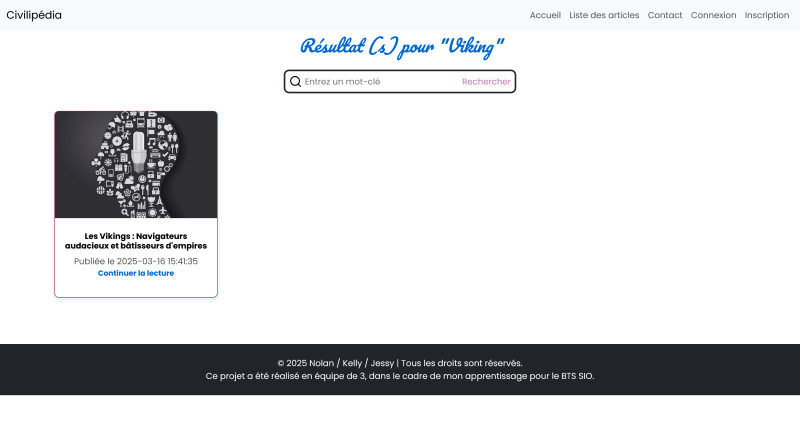 Civilipédia
Accueil Liste des articles Contact Connexion Inscription
Résultat (s) pour "Viking"
Entrez un mot-clé Rechercher
Les Vikings : Navigateurs
audacieux et bâtisseurs d'empires
Publiée le 2025-03-16 15:41:35
Continuer la lecture
© 2025 Nolan / Kelly / Jessy | Tous les droits sont réservés.
Ce projet a été réalisé en équipe de 3, dans le cadre de mon apprentissage pour le BTS SIO.